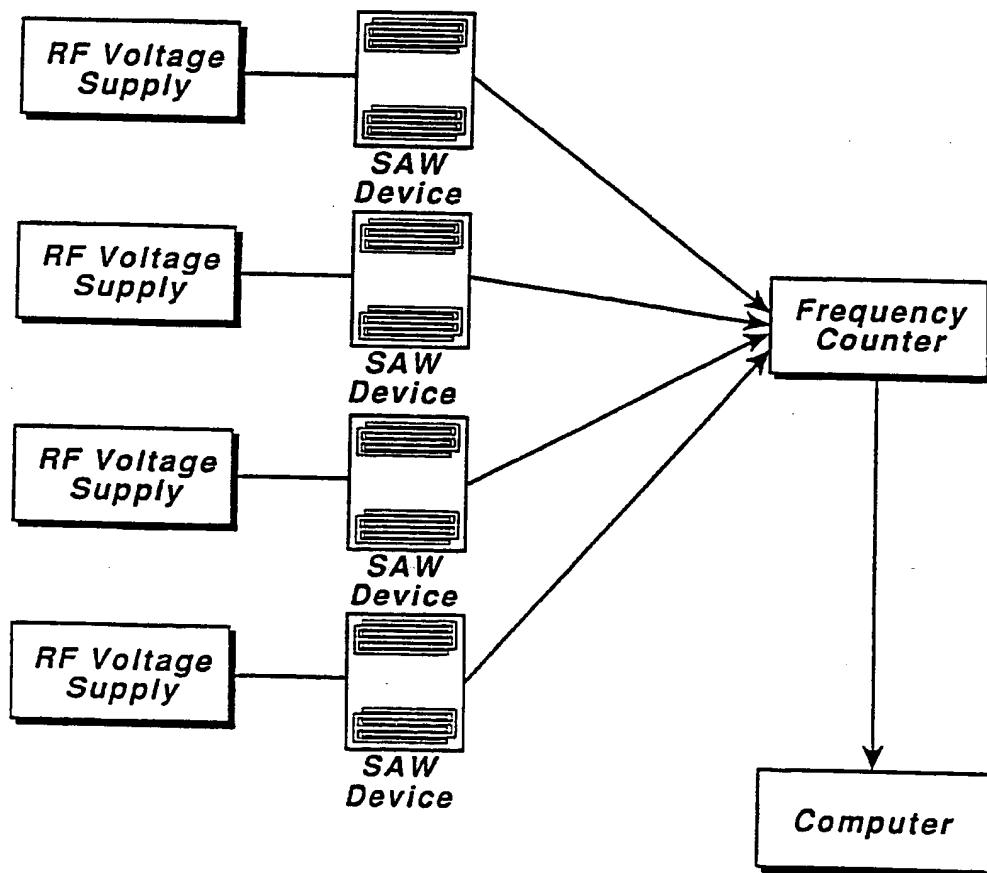 RF Voltage
Supply
SAW
Device
RF Voltage
Supply
SAW
Device
Frequency
Counter
RF Voltage
Supply
SAW
Device
RF Voltage
Supply
SAW
Device
Computer